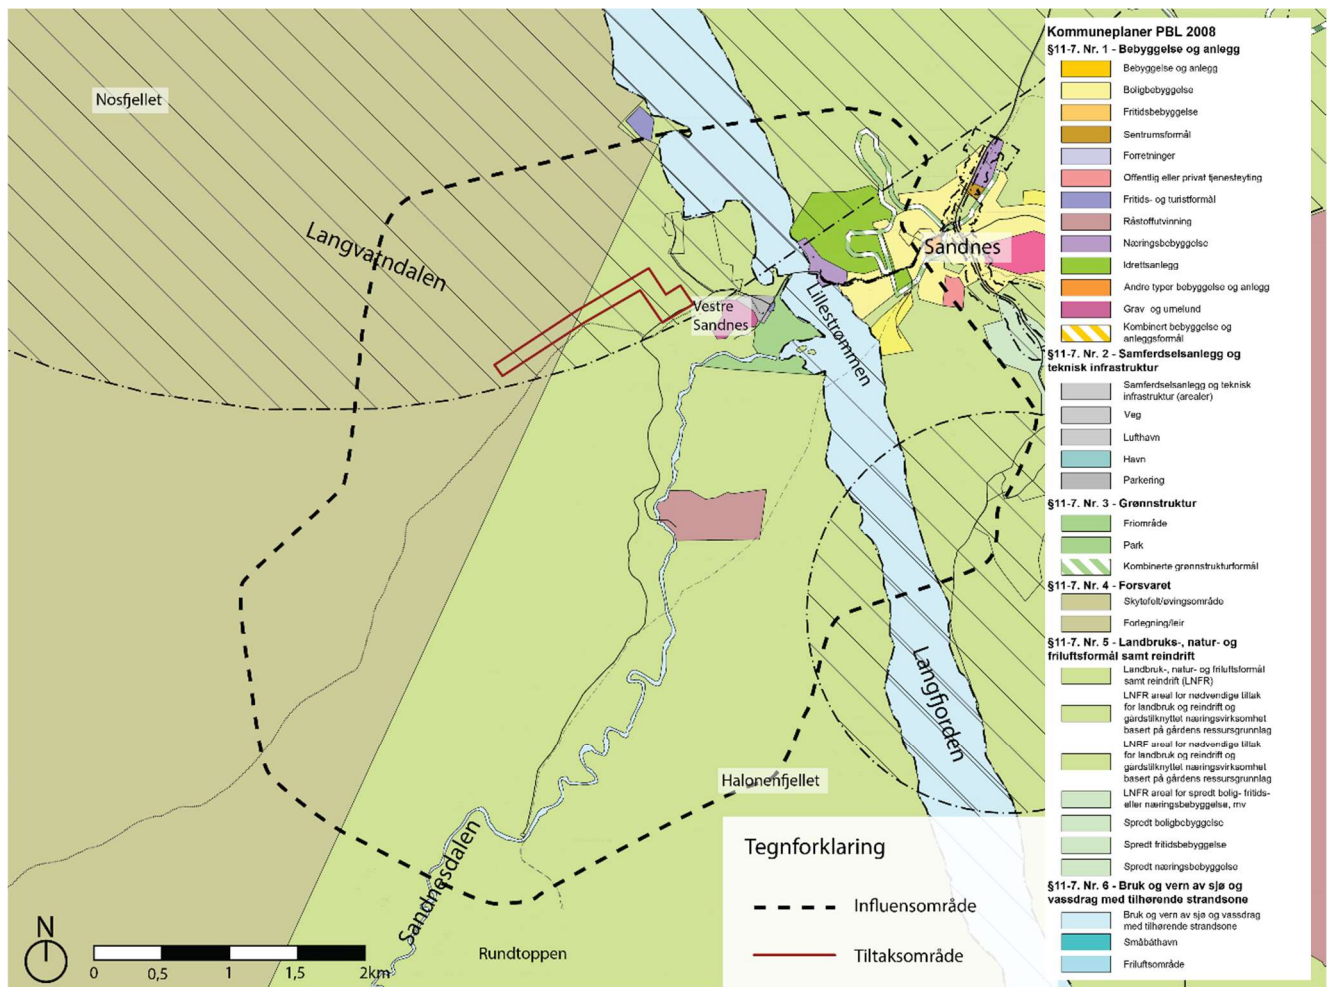 Nosfjellet
Langvatndalen
Sandnes
Vestre
Sandnes
Lillestrømmen
Langfjorden
Halonenfjellet
Sandnesdalen
Rundtoppen
N
0 0,5 1 1,5 2km
Tegnforklaring
Influensområde
Tiltaksområde
Kommuneplaner PBL 2008
§11-7. Nr. 1 - Bebyggelse og anlegg
Bebyggelse og anlegg
Boligbebyggelse
Fritidsbebyggelse
Sentrumsformål
Forretninger
Offentlig eller privat tjenesteyting
Fritids- og turistformål
Råstoffutvinning
Næringsbebyggelse
Idrettsanlegg
Andre typer bebyggelse og anlegg
Grav- og urnelund
Kombinert bebyggelse og
anleggsformål
§11-7. Nr. 2 - Samferdselsanlegg og
teknisk infrastruktur
Samferdselsanlegg og teknisk
infrastruktur (arealer)
Veg
Lufthavn
Havn
Parkering
§11-7. Nr. 3 - Grønnstruktur
Friområde
Park
Kombinerte grønnstrukturformål
§11-7. Nr. 4 - Forsvaret
Skytefelt/øvingsområde
Forlegning/leir
§11-7. Nr. 5 - Landbruks-, natur- og
friluftsformål samt reindrift
Landbruk-, natur- og friluftsformål
samt reindrift (LNFR)
LNFR areal for nødvendige tiltak
for landbruk og reindrift og
gårdstilknyttet næringsvirksomhet
basert på gårdens ressursgrunnlag
LNRF areal for nødvendige tiltak
for landbruk og reindrift og
gårdstilknyttet næringsvirksomhet
basert på gårdens ressursgrunnlag
LNFR areal for spredt bolig- fritids-
eller næringsbebyggelse, mv
Spredt boligbebyggelse
Spredt fritidsbebyggelse
Spredt næringsbebyggelse
§11-7. Nr. 6 - Bruk og vern av sjø og
vassdrag med tilhørende strandsone
Bruk og vern av sjø og vassdrag
med tilhørende strandsone
Småbåthavn
Friluftsområde